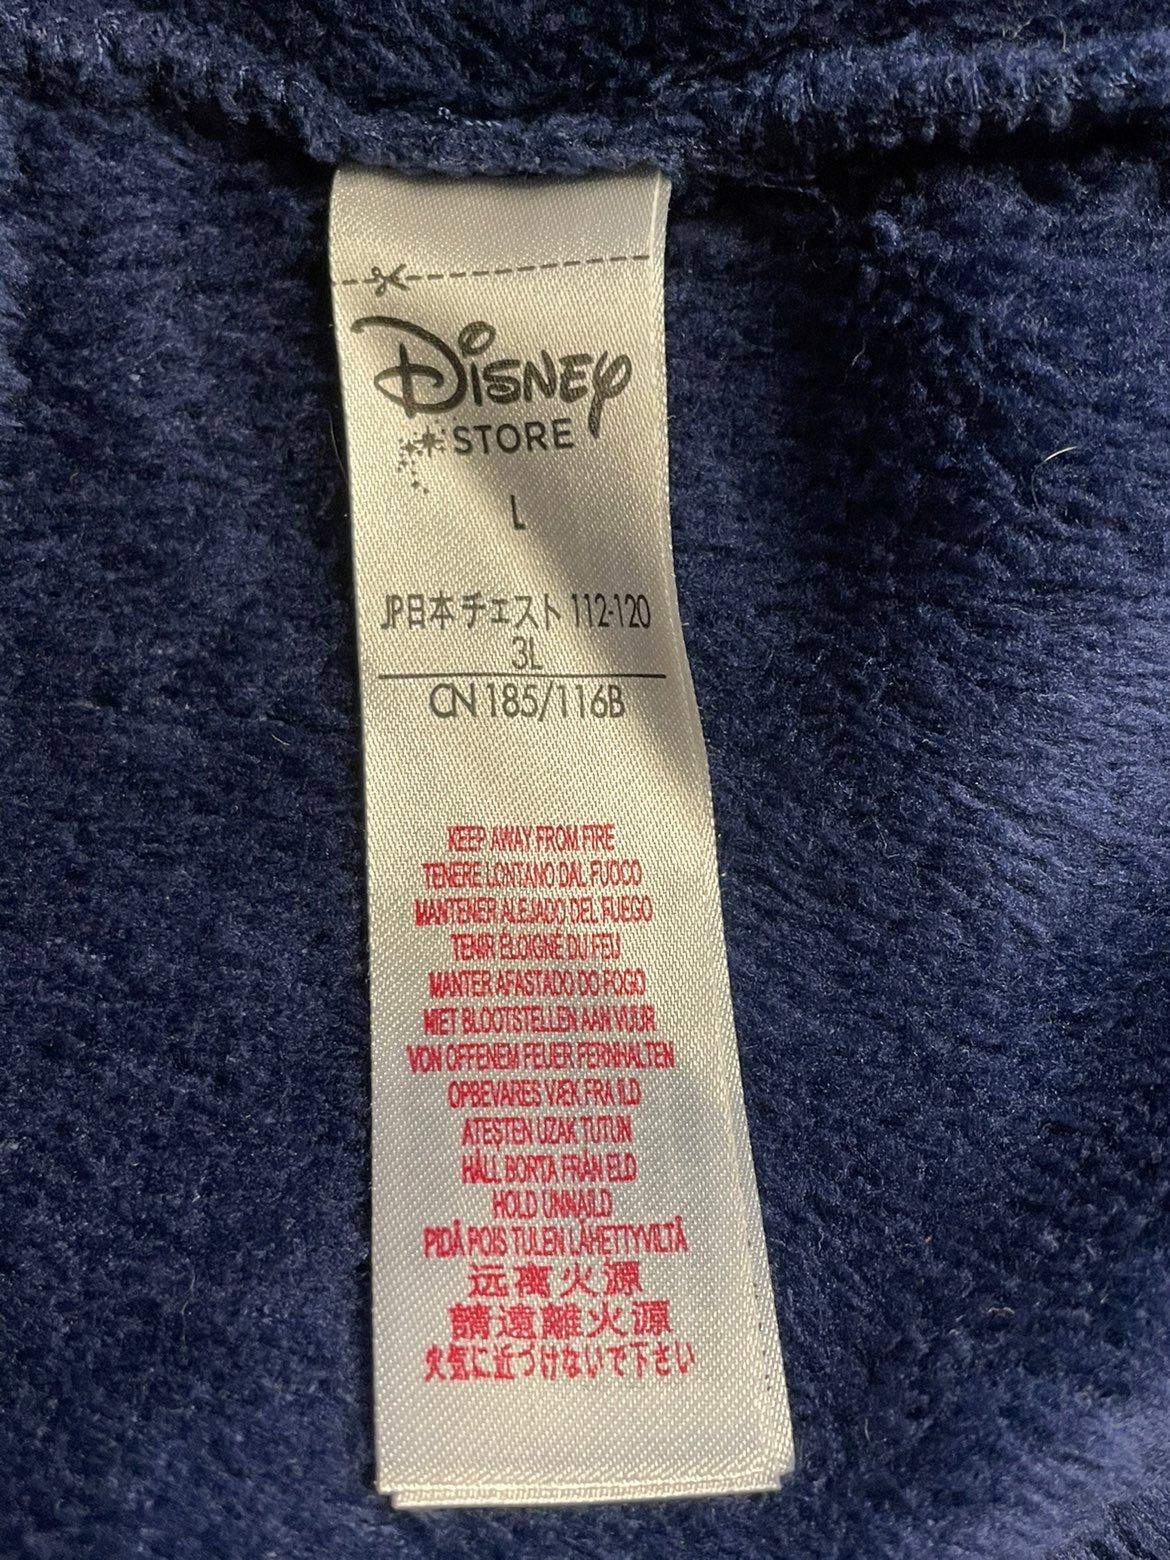 Disney
STORE
L
JP日本チェスト 112-120
3L
CN 185/116B
KEEP AWAY FROM FIRE
TENERE LONTANO DAL FUOCO
MANTENER ALEJADO DEL FUEGO
TENIR ÉLOIGNÉ DU FEU
MANTER AFASTADO DO FOGO
NIET BLOOTSTELLEN AAN VUUR
VON OFFENEM FEUER FERNHALTEN
OPBEVARES VÆK FRA ILD
ATEŞTEN UZAK TUTUN
HÅLL BORTA FRÅN ELD
HOLD UNNA ILD
PIDÄ POIS TULEN LÄHETTYVILTÄ
远离火源
請遠離火源
火気に近づけないで下さい